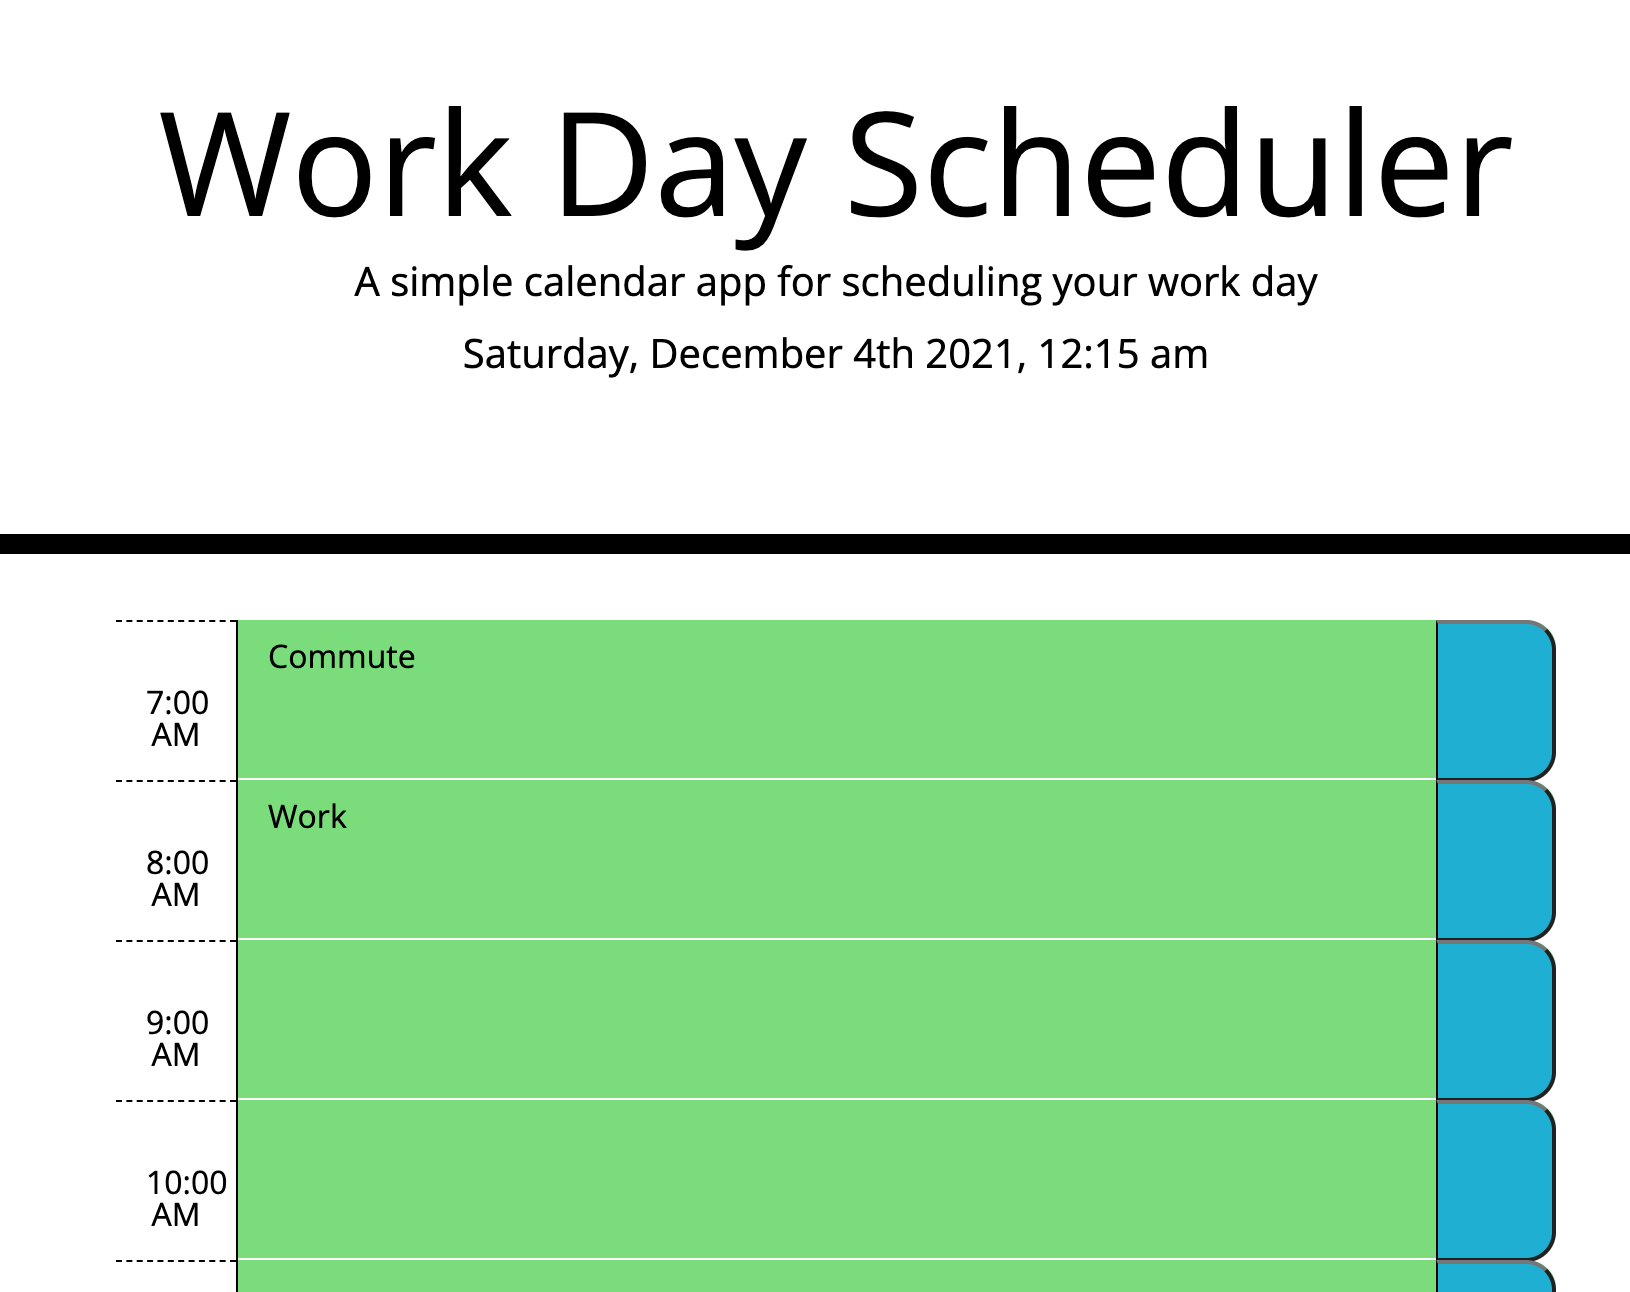 Work Day Scheduler
A simple calendar app for scheduling your work day
Saturday, December 4th 2021, 12:15 am
Commute
7:00
AM
Work
8:00
AM
9:00
AM
10:00
AM